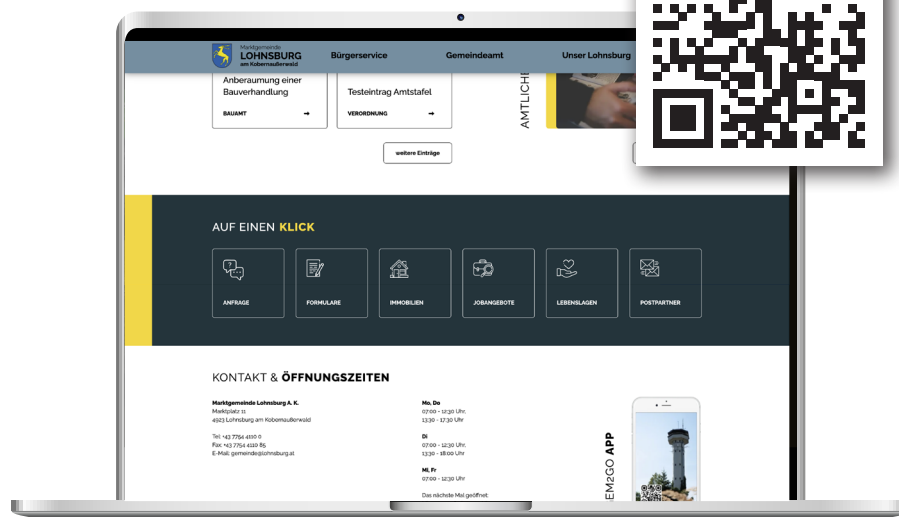 Marktgemeinde
LOHNSBURG
am Kobernaußerwald
Bürgerservice
Gemeindeamt
Unser Lohnsburg
Anberaumung einer
Bauverhandlung
BAUAMT
Testeintrag Amtstafel
VERORDNUNG
AMTLICHE
weitere Einträge
AUF EINEN KLICK
ANFRAGE
FORMULARE
IMMOBILIEN
JOBANGEBOTE
LEBENSLAGEN
POSTPARTNER
KONTAKT & ÖFFNUNGSZEITEN
Marktgemeinde Lohnsburg A. K.
Marktplatz 11
4923 Lohnsburg am Kobernaußerwald
Tel: +43 7754 4110 0
Fax: +43 7754 4110 85
E-Mail: gemeinde@lohnsburg.at
Mo, Do
07:00 - 12:30 Uhr,
13:30 - 17:30 Uhr
Di
07:00 - 12:30 Uhr,
13:30 - 18:00 Uhr
Mi, Fr
07:00 - 12:30 Uhr
Das nächste Mal geöffnet:
EM2GO APP